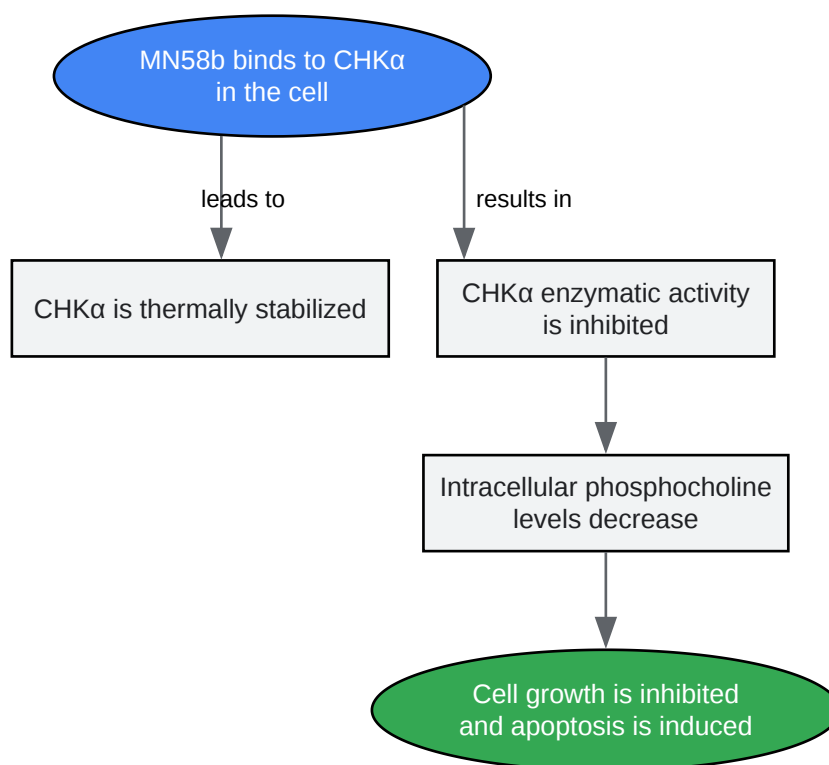 MN58b binds to CHKα
in the cell
leads to
results in
CHKα is thermally stabilized
CHKα enzymatic activity
is inhibited
Intracellular phosphocholine
levels decrease
Cell growth is inhibited
and apoptosis is induced